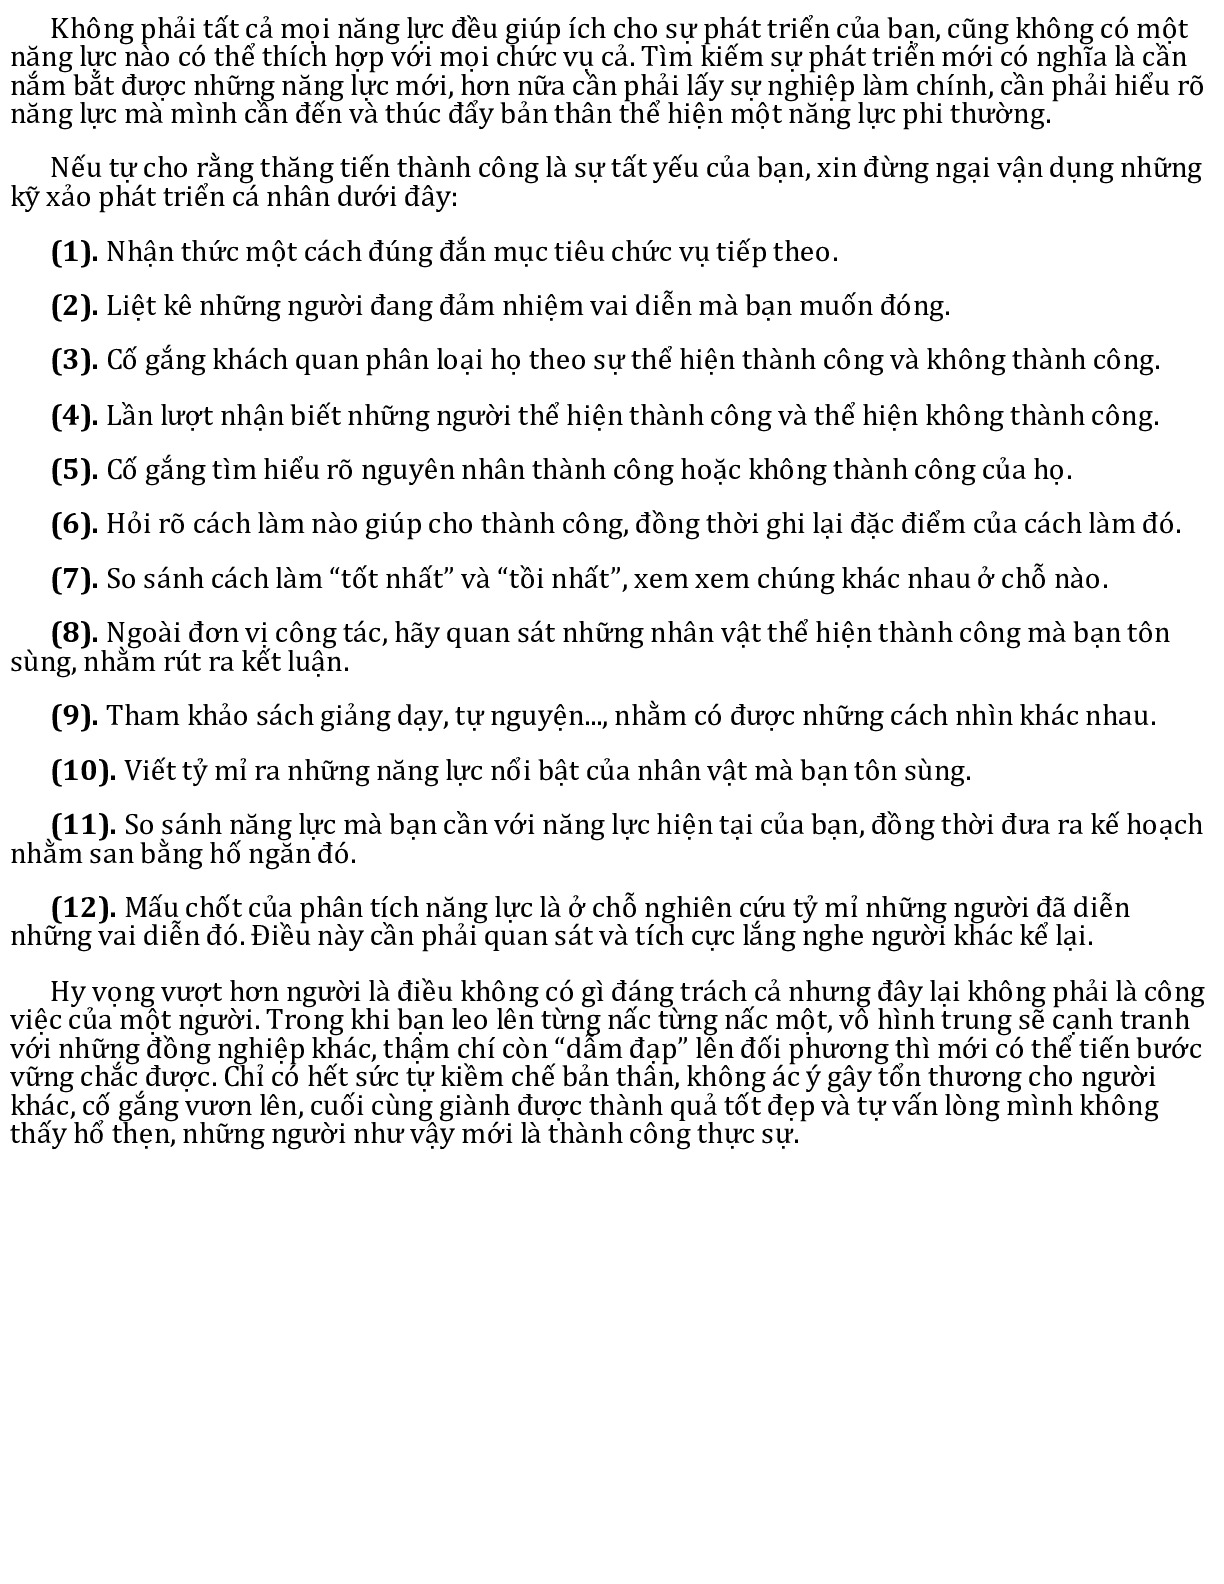 Không phải tất cả mọi năng lực đều giúp ích cho sự phát triển của bạn, cũng không có một
năng lực nào có thể thích hợp với mọi chức vụ cả. Tìm kiếm sự phát triển mới có nghĩa là cần
nắm bắt được những năng lực mới, hơn nữa cần phải lấy sự nghiệp làm chính, cần phải hiểu rõ
năng lực mà mình cần đến và thúc đẩy bản thân thể hiện một năng lực phi thường.
Nếu tự cho rằng thăng tiến thành công là sự tất yếu của bạn, xin đừng ngại vận dụng những
kỹ xảo phát triển cá nhân dưới đây:
(1). Nhận thức một cách đúng đắn mục tiêu chức vụ tiếp theo.
(2). Liệt kê những người đang đảm nhiệm vai diễn mà bạn muốn đóng.
(3). Cố gắng khách quan phân loại họ theo sự thể hiện thành công và không thành công.
(4). Lần lượt nhận biết những người thể hiện thành công và thể hiện không thành công.
(5). Cố gắng tìm hiểu rõ nguyên nhân thành công hoặc không thành công của họ.
(6). Hỏi rõ cách làm nào giúp cho thành công, đồng thời ghi lại đặc điểm của cách làm đó.
(7). So sánh cách làm “tốt nhất” và “tồi nhất”, xem xem chúng khác nhau ở chỗ nào.
(8). Ngoài đơn vị công tác, hãy quan sát những nhân vật thể hiện thành công mà bạn tôn
sùng, nhằm rút ra kết luận.
(9). Tham khảo sách giảng dạy, tự nguyện..., nhằm có được những cách nhìn khác nhau.
(10). Viết tỷ mỉ ra những năng lực nổi bật của nhân vật mà bạn tôn sùng.
(11). So sánh năng lực mà bạn cần với năng lực hiện tại của bạn, đồng thời đưa ra kế hoạch
nhằm san bằng hố ngăn đó.
(12). Mấu chốt của phân tích năng lực là ở chỗ nghiên cứu tỷ mỉ những người đã diễn
những vai diễn đó. Điều này cần phải quan sát và tích cực lắng nghe người khác kể lại.
Hy vọng vượt hơn người là điều không có gì đáng trách cả nhưng đây lại không phải là công
việc của một người. Trong khi bạn leo lên từng nấc từng nấc một, vô hình trung sẽ cạnh tranh
với những đồng nghiệp khác, thậm chí còn “dẫm đạp” lên đối phương thì mới có thể tiến bước
vững chắc được. Chỉ có hết sức tự kiềm chế bản thân, không ác ý gây tổn thương cho người
khác, cố gắng vươn lên, cuối cùng giành được thành quả tốt đẹp và tự vấn lòng mình không
thấy hổ thẹn, những người như vậy mới là thành công thực sự.